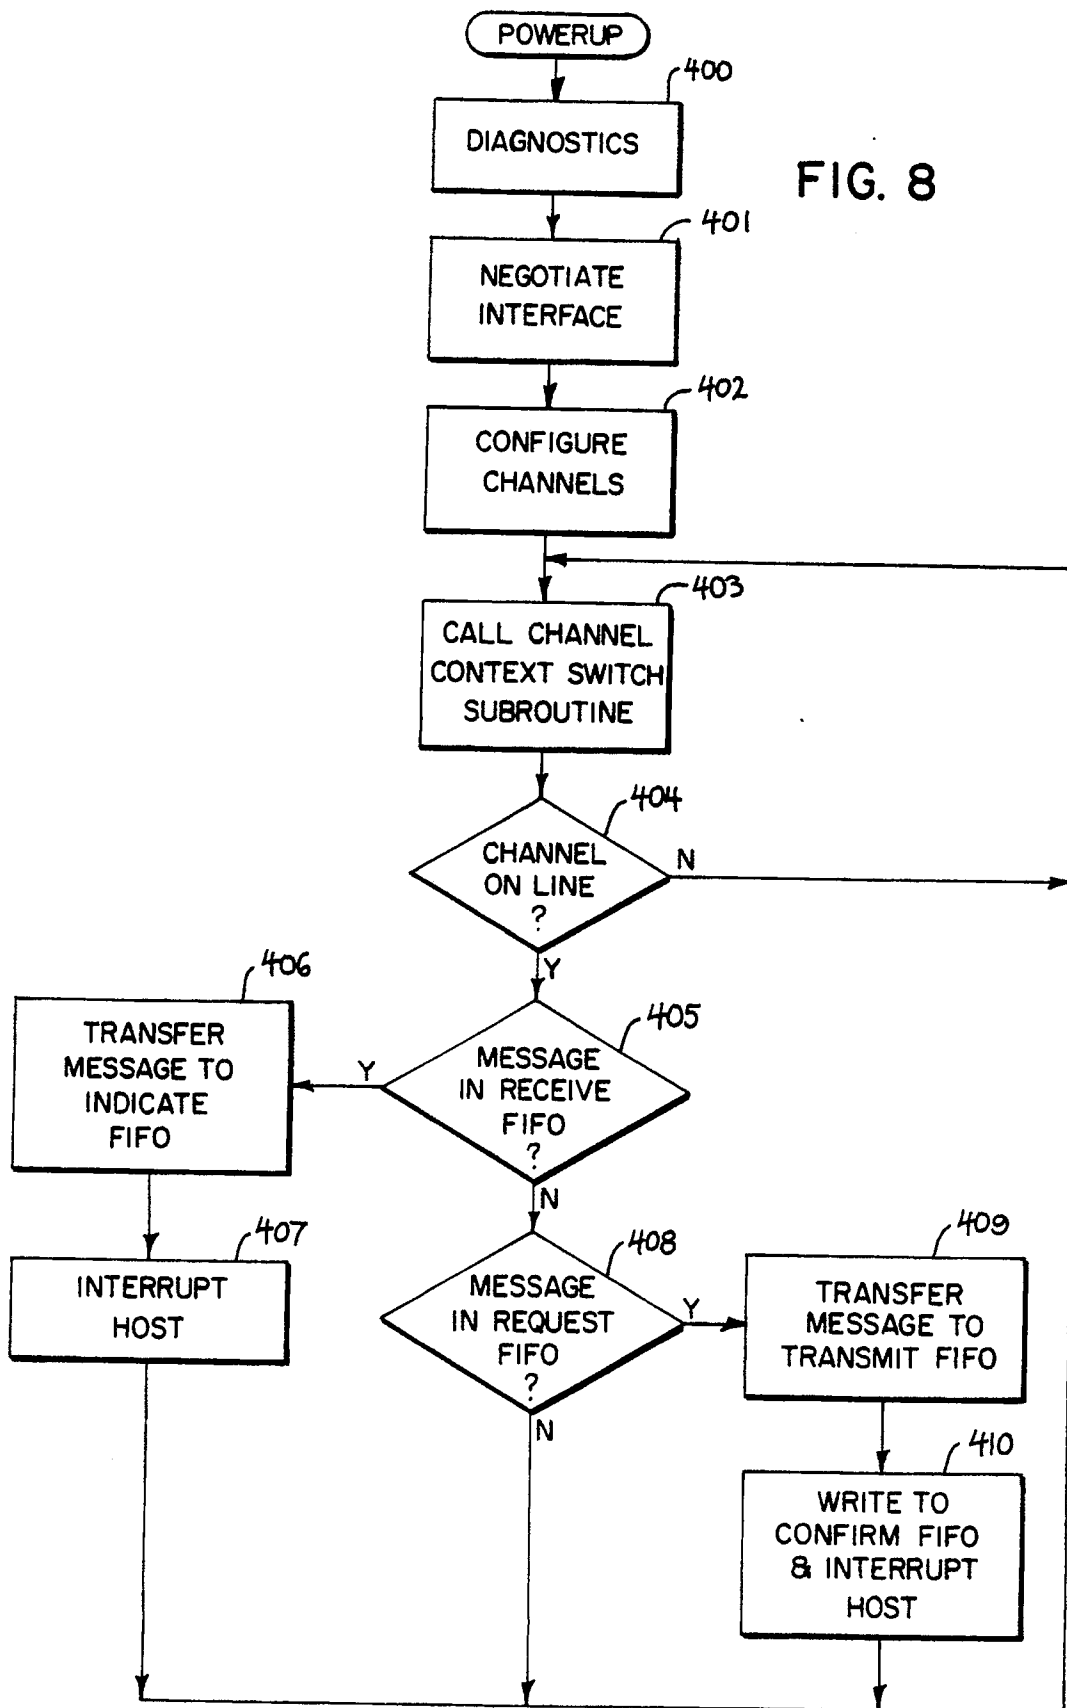 POWERUP
400
DIAGNOSTICS
FIG. 8
401
NEGOTIATE
INTERFACE
402
CONFIGURE
CHANNELS
403
CALL CHANNEL
CONTEXT SWITCH
SUBROUTINE
404
CHANNEL
ON LINE
?
N
Y
406
TRANSFER
MESSAGE TO
INDICATE
FIFO
405
MESSAGE
IN RECEIVE
FIFO
?
Y
N
407
INTERRUPT
HOST
408
MESSAGE
IN REQUEST
FIFO
?
Y
N
409
TRANSFER
MESSAGE TO
TRANSMIT FIFO
410
WRITE TO
CONFIRM FIFO
& INTERRUPT
HOST